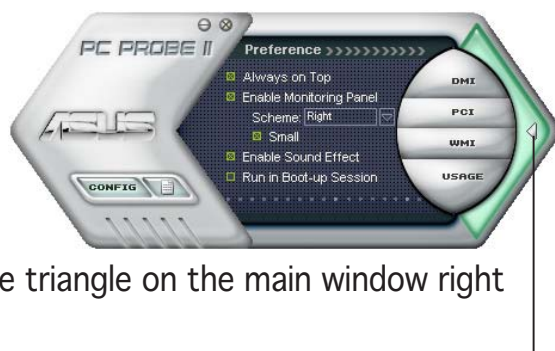 PC PROBE II
Preference
Always on Top
Enable Monitoring Panel
Scheme: Right
Small
Enable Sound Effect
Run in Boot-up Session
ASUS
CONFIG
DMI
PCI
WMI
USAGE
e triangle on the main window right